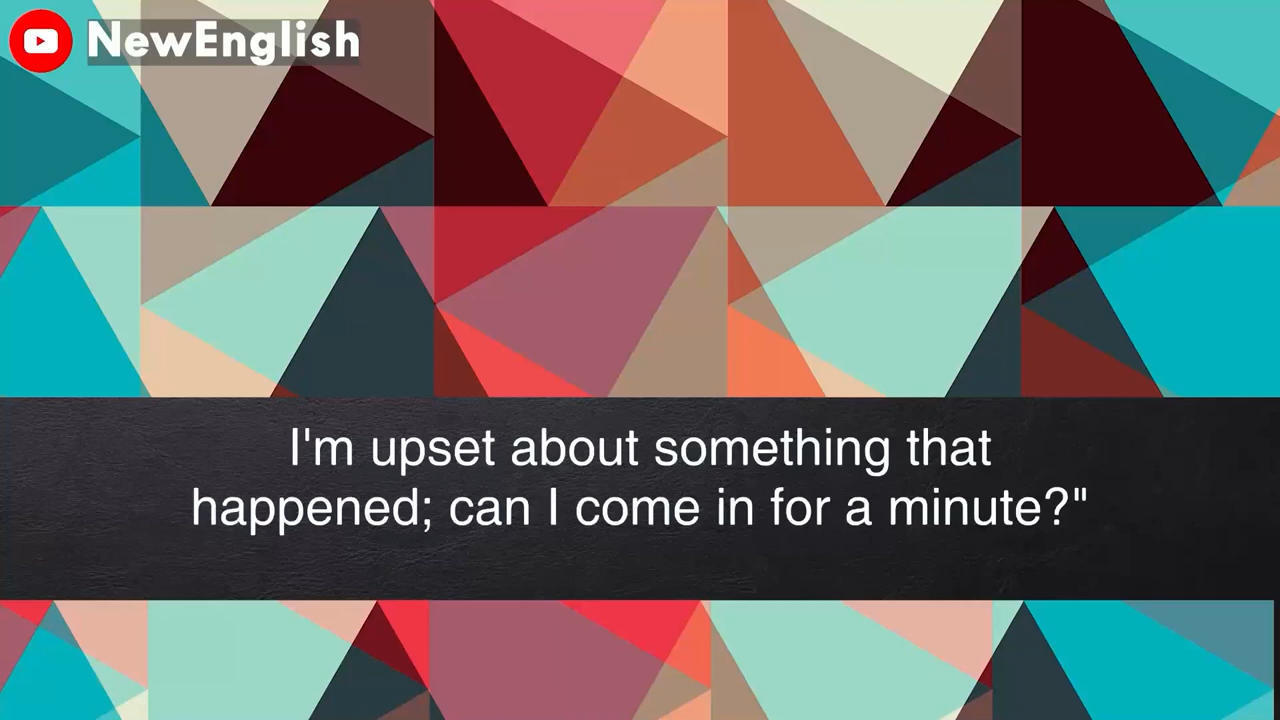 NewEnglish
I'm upset about something that
happened; can I come in for a minute?"